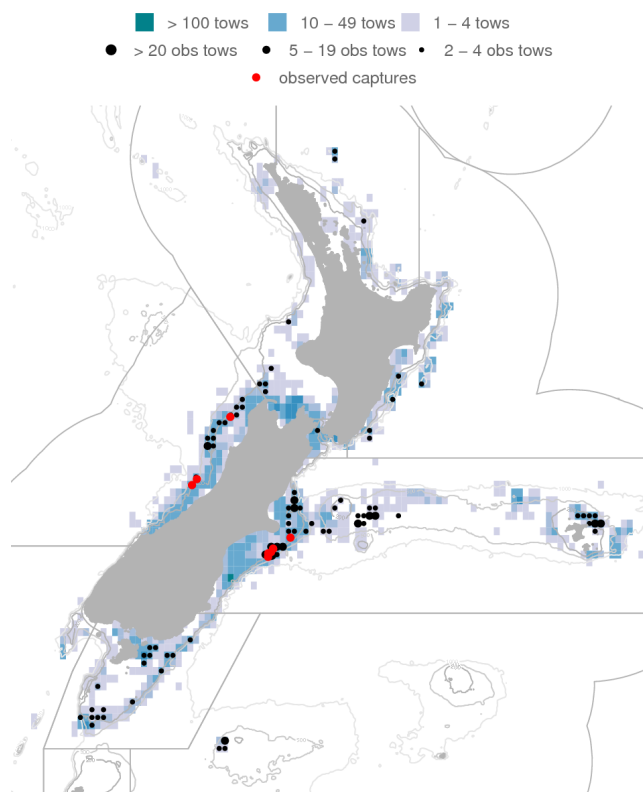 > 100 tows 10 – 49 tows 1 – 4 tows
> 20 obs tows 5 – 19 obs tows 2 – 4 obs tows
observed captures